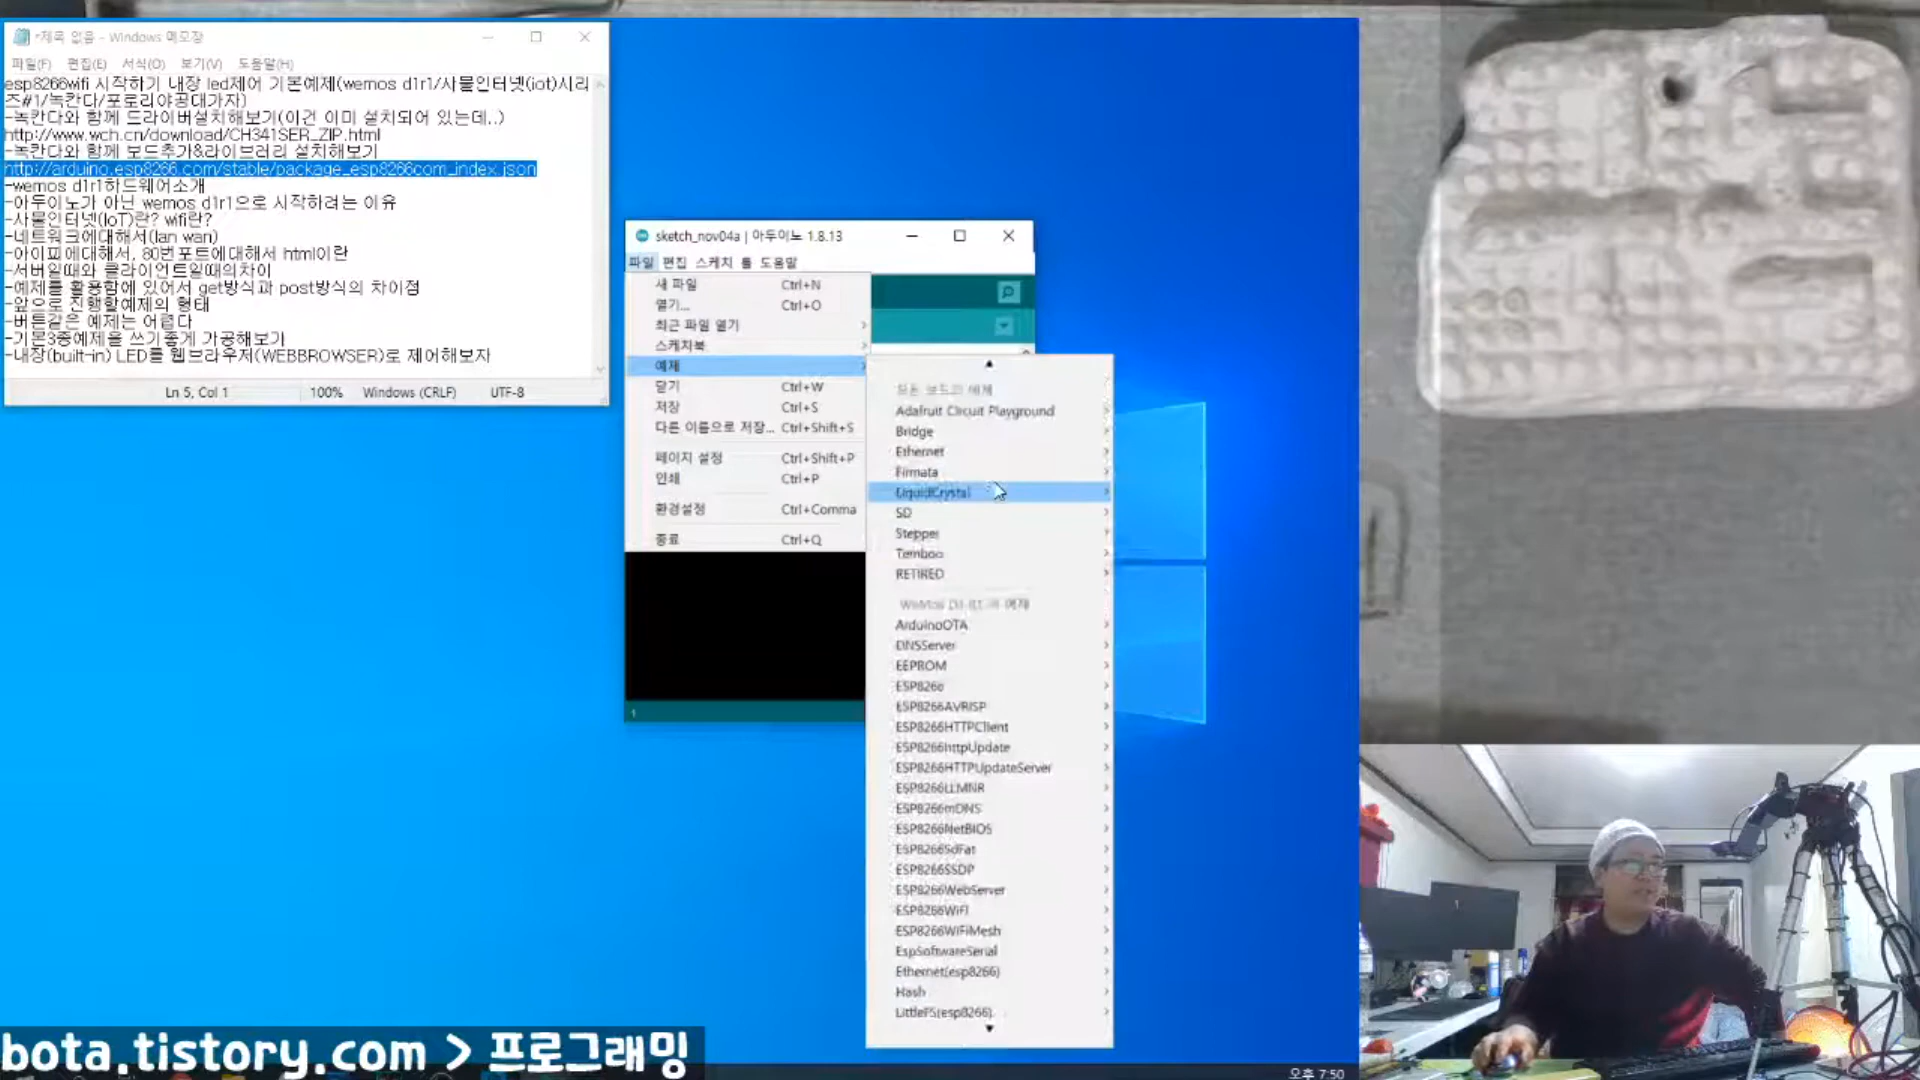 *제목 없음 - Windows 메모장
파일(F) 편집(E) 서식(O) 보기(V) 도움말(H)
esp8266wifi 시작하기 내장 led제어 기본예제(wemos d1r1/사물인터넷(iot)시리
즈#1/녹칸다/포로리야공대가자)
-녹칸다와 함께 드라이버설치해보기(이건 이미 설치되어 있는데..)
http://www.wch.cn/download/CH341SER_ZIP.html
-녹칸다와 함께 보드추가&라이브러리 설치해보기
http://arduino.esp8266.com/stable/package_esp8266com_index.json
-wemos d1r1하드웨어소개
-아두이노가 아닌 wemos d1r1으로 시작하려는 이유
-사물인터넷(IoT)란? wifi란?
-네트워크에대해서(lan wan)
-아이피에대해서, 80번포트에대해서 html이란
-서버일때와 클라이언트일때의차이
-예제를 활용함에 있어서 get방식과 post방식의 차이점
-앞으로 진행할예제의 형태
-버튼같은 예제는 어렵다
-기본3종예제을 쓰기좋게 가공해보기
-내장(built-in) LED를 웹브라우저(WEBBROWSER)로 제어해보자
Ln 5, Col 1 100% Windows (CRLF) UTF-8
sketch_nov04a | 아두이노 1.8.13
파일 편집 스케치 툴 도움말
새 파일 Ctrl+N
열기... Ctrl+O
최근 파일 열기
스케치북
예제
닫기 Ctrl+W
저장 Ctrl+S
다른 이름으로 저장... Ctrl+Shift+S
페이지 설정 Ctrl+Shift+P
인쇄 Ctrl+P
환경설정 Ctrl+Comma
종료 Ctrl+Q
1
모든 보드의 예제
Adafruit Circuit Playground
Bridge
Ethernet
Firmata
LiquidCrystal
SD
Stepper
Temboo
RETIRED
WeMos D1 R1 의 예제
ArduinoOTA
DNSServer
EEPROM
ESP8266
ESP8266AVRISP
ESP8266HTTPClient
ESP8266httpUpdate
ESP8266HTTPUpdateServer
ESP8266LLMNR
ESP8266mDNS
ESP8266NetBIOS
ESP8266SdFat
ESP8266SSDP
ESP8266WebServer
ESP8266WiFi
ESP8266WiFiMesh
EspSoftwareSerial
Ethernet(esp8266)
Hash
LittleFS(esp8266)
bota.tistory.com > 프로그래밍
오후 7:50